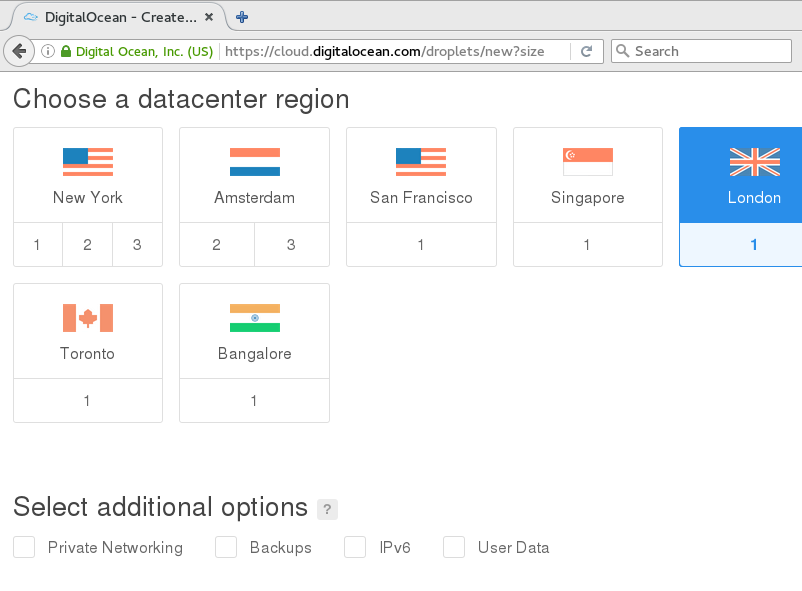 DigitalOcean - Create...
Digital Ocean, Inc. (US) https://cloud.digitalocean.com/droplets/new?size Search
Choose a datacenter region
New York Amsterdam San Francisco Singapore London
1 2 3 2 3 1 1 1
Toronto Bangalore
1 1
Select additional options ?
Private Networking Backups IPv6 User Data